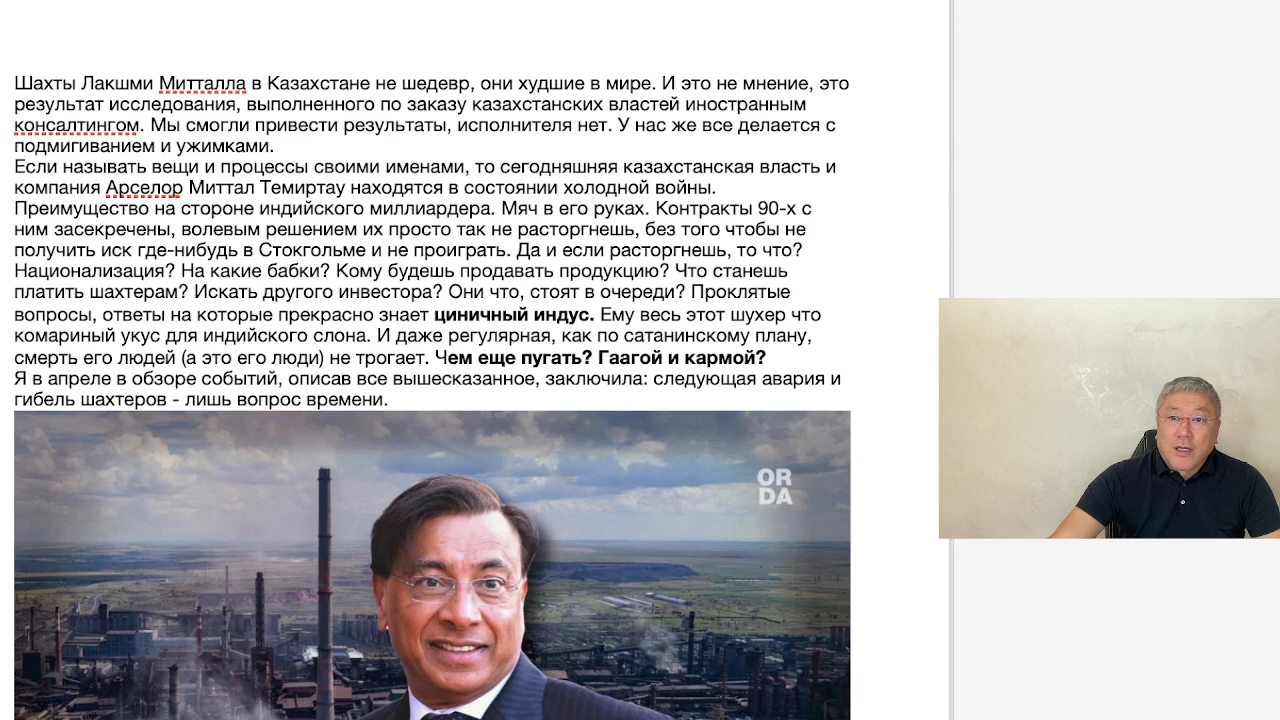 Шахты Лакшми Митталла в Казахстане не шедевр, они худшие в мире. И это не мнение, это
результат исследования, выполненного по заказу казахстанских властей иностранным
консалтингом. Мы смогли привести результаты, исполнителя нет. У нас же все делается с
подмигиванием и ужимками.
Если называть вещи и процессы своими именами, то сегодняшняя казахстанская власть и
компания Арселор Миттал Темиртау находятся в состоянии холодной войны.
Преимущество на стороне индийского миллиардера. Мяч в его руках. Контракты 90-х с
ним засекречены, волевым решением их просто так не расторгнешь, без того чтобы не
получить иск где-нибудь в Стокгольме и не проиграть. Да и если расторгнешь, то что?
Национализация? На какие бабки? Кому будешь продавать продукцию? Что станешь
платить шахтерам? Искать другого инвестора? Они что, стоят в очереди? Проклятые
вопросы, ответы на которые прекрасно знает циничный индус. Ему весь этот шухер что
комариный укус для индийского слона. И даже регулярная, как по сатанинскому плану,
смерть его людей (а это его люди) не трогает. Чем еще пугать? Гаагой и кармой?
Я в апреле в обзоре событий, описав все вышесказанное, заключила: следующая авария и
гибель шахтеров - лишь вопрос времени.
OR
DA